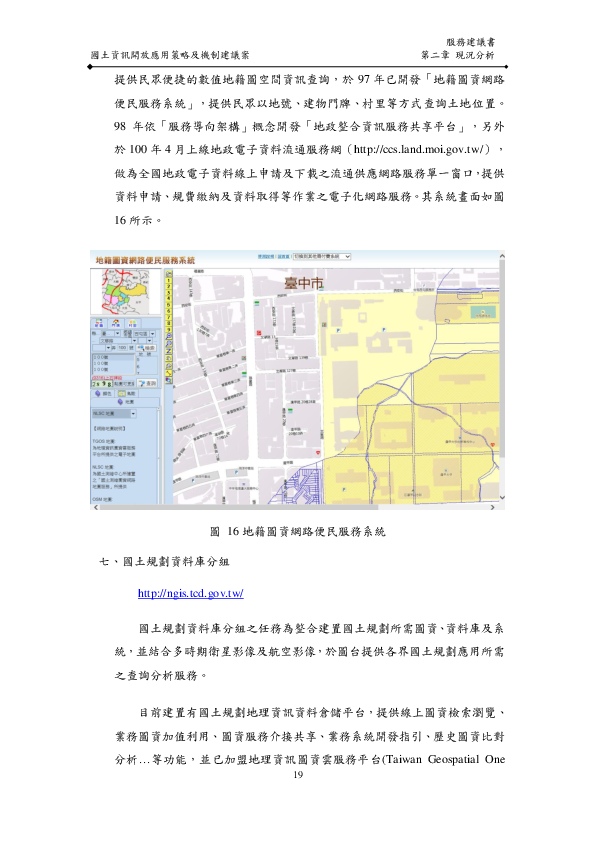 服務建議書
國土資訊開放應用策略及機制建議案
第二章 現況分析
提供民眾便捷的數值地籍圖空間資訊查詢，於 97 年已開發「地籍圖資網路
便民服務系統」，提供民眾以地號、建物門牌、村里等方式查詢土地位置。
98 年依「服務導向架構」概念開發「地政整合資訊服務共享平台」，另外
於 100 年 4 月上線地政電子資料流通服務網（http://ccs.land.moi.gov.tw/），
做為全國地政電子資料線上申請及下載之流通供應網路服務單一窗口，提供
資料申請、規費繳納及資料取得等作業之電子化網路服務。其系統畫面如圖
16 所示。
地籍圖資網路便民服務系統
臺中市
圖 16 地籍圖資網路便民服務系統
七、國土規劃資料庫分組
http://ngis.tcd.gov.tw/
國土規劃資料庫分組之任務為整合建置國土規劃所需圖資、資料庫及系
統，並結合多時期衛星影像及航空影像，於圖台提供各界國土規劃應用所需
之查詢分析服務。
目前建置有國土規劃地理資訊資料倉儲平台，提供線上圖資檢索瀏覽、
業務圖資加值利用、圖資服務介接共享、業務系統開發指引、歷史圖資比對
分析…等功能，並已加盟地理資訊圖資雲服務平台(Taiwan Geospatial One
19